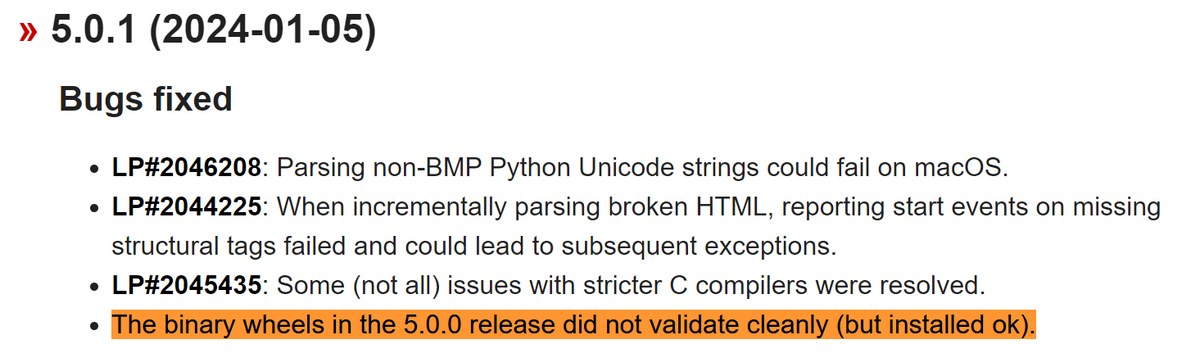 » 5.0.1 (2024-01-05)
Bugs fixed
• LP#2046208: Parsing non-BMP Python Unicode strings could fail on macOS.
• LP#2044225: When incrementally parsing broken HTML, reporting start events on missing
structural tags failed and could lead to subsequent exceptions.
• LP#2045435: Some (not all) issues with stricter C compilers were resolved.
• The binary wheels in the 5.0.0 release did not validate cleanly (but installed ok).